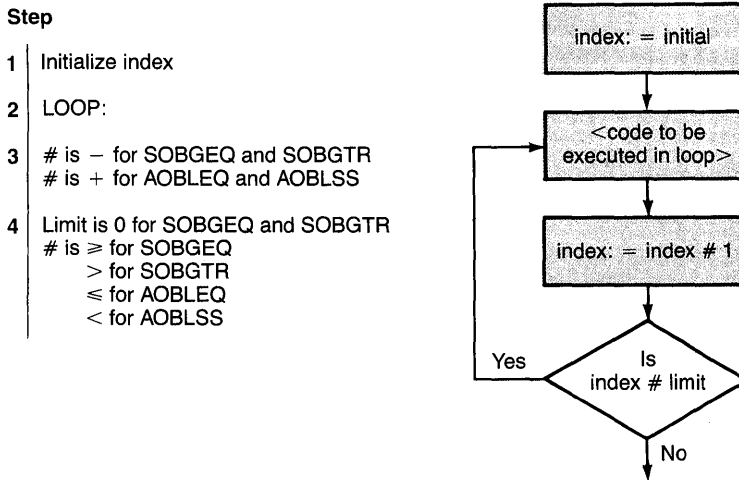 Step
1 Initialize index
2 LOOP:
3 # is − for SOBGEQ and SOBGTR
# is + for AOBLEQ and AOBLSS
4 Limit is 0 for SOBGEQ and SOBGTR
# is ⩾ for SOBGEQ
> for SOBGTR
⩽ for AOBLEQ
< for AOBLSS
index: = initial
<code to be
executed in loop>
index: = index # 1
Is
index # limit
Yes
No